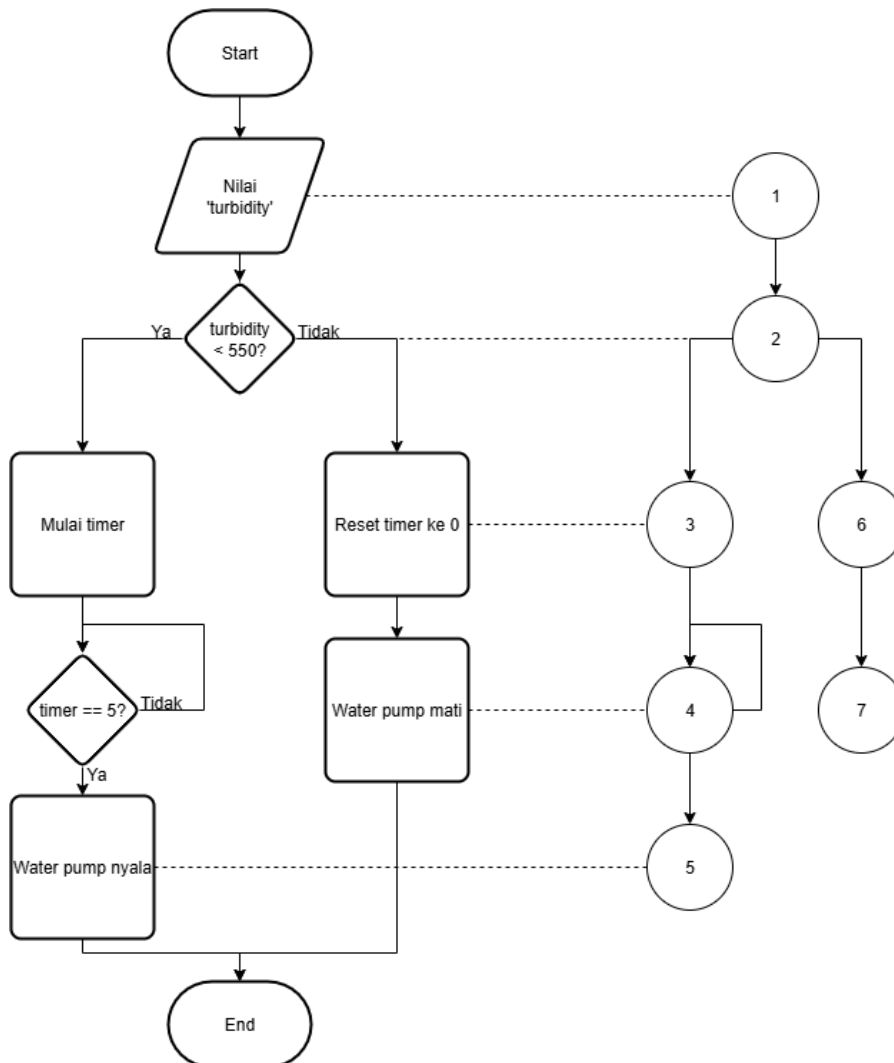 Start
Nilai
'turbidity'
1
Ya
turbidity
< 550?
Tidak
2
Mulai timer
Reset timer ke 0
3
6
timer == 5?
Tidak
Water pump mati
4
7
Ya
Water pump nyala
5
End